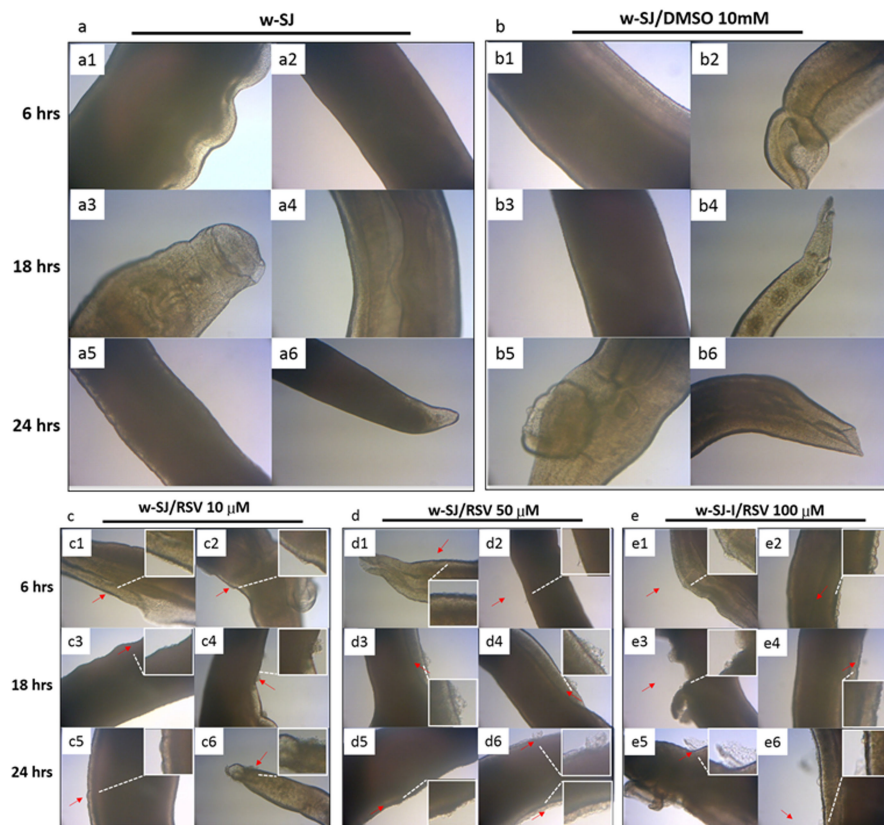 a w-SJ
b w-SJ/DMSO 10mM
a1 a2 b1 b2
6 hrs
a3 a4 b3 b4
18 hrs
a5 a6 b5 b6
24 hrs
c w-SJ/RSV 10 μM
d w-SJ/RSV 50 μM
e w-SJ-I/RSV 100 μM
c1 c2 d1 d2 e1 e2
6 hrs
c3 c4 d3 d4 e3 e4
18 hrs
c5 c6 d5 d6 e5 e6
24 hrs